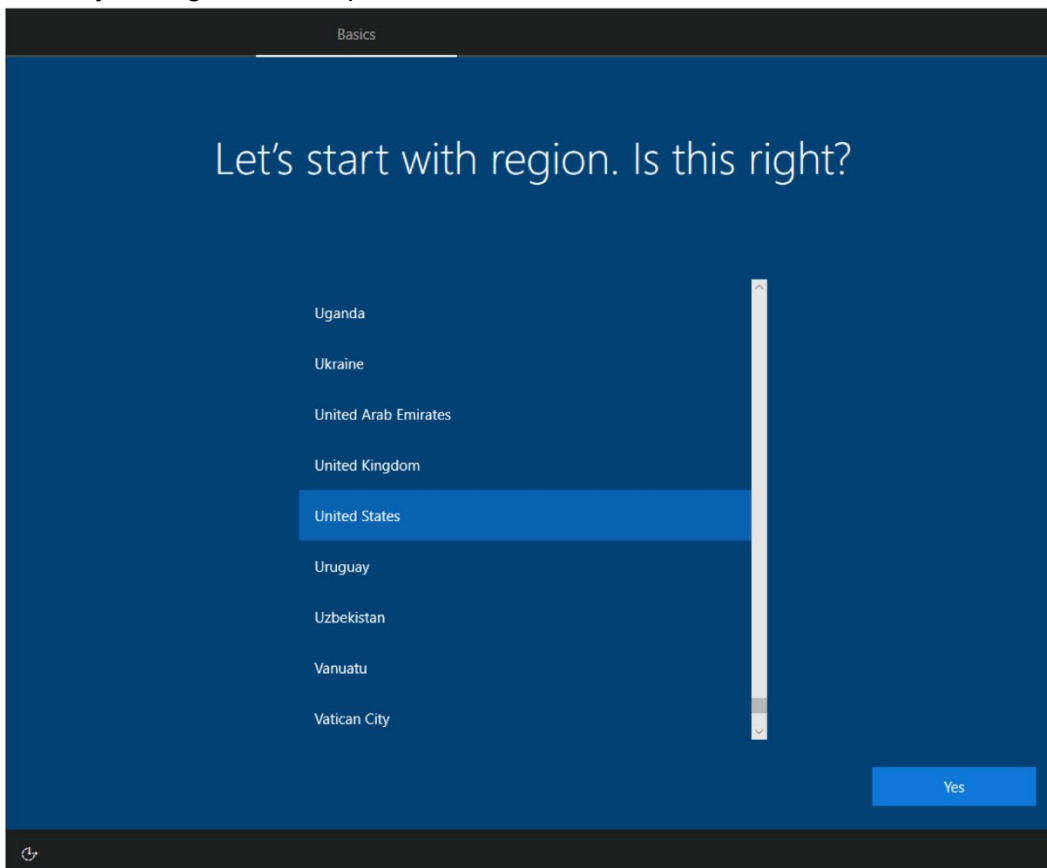 Basics
Let's start with region. Is this right?
Uganda
Ukraine
United Arab Emirates
United Kingdom
United States
Uruguay
Uzbekistan
Vanuatu
Vatican City
Yes